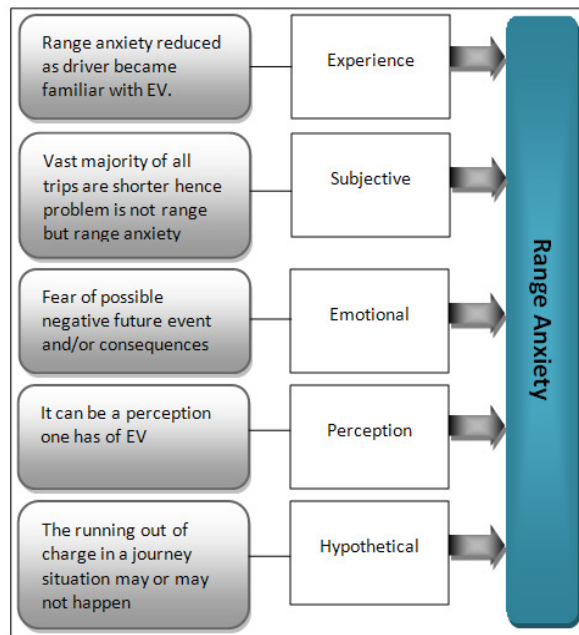 Range anxiety reduced
as driver became
familiar with EV.
Experience
Vast majority of all
trips are shorter hence
problem is not range
but range anxiety
Subjective
Fear of possible
negative future event
and/or consequences
Emotional
It can be a perception
one has of EV
Perception
The running out of
charge in a journey
situation may or may
not happen
Hypothetical
Range Anxiety